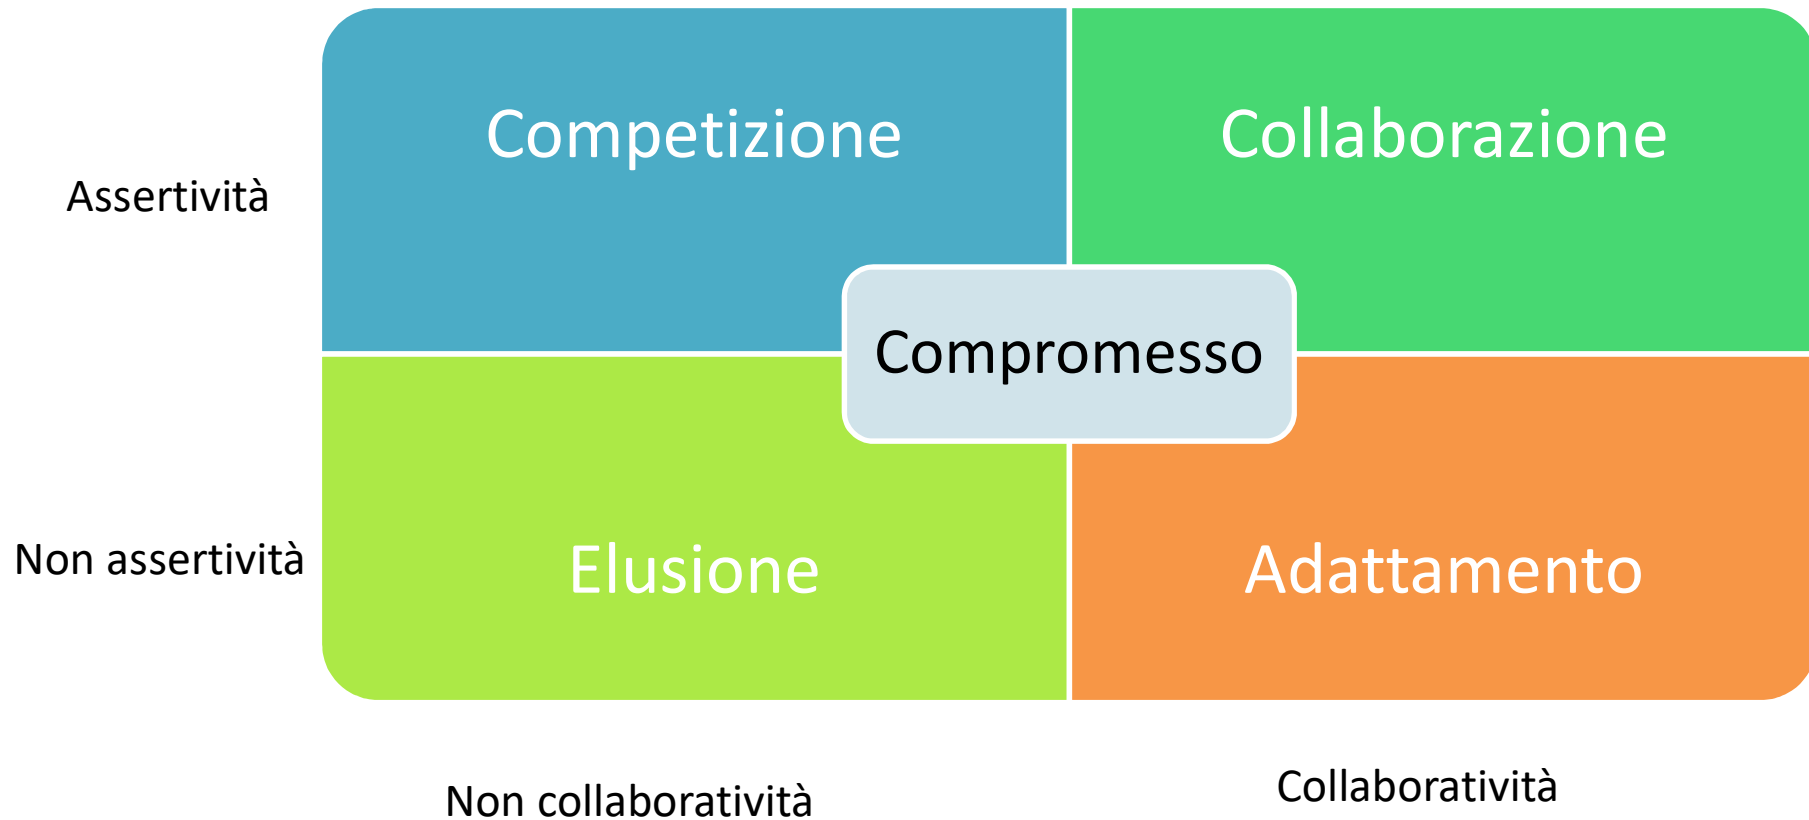 Competizione
Collaborazione
Assertività
Compromesso
Non assertività
Elusione
Adattamento
Non collaboratività
Collaboratività